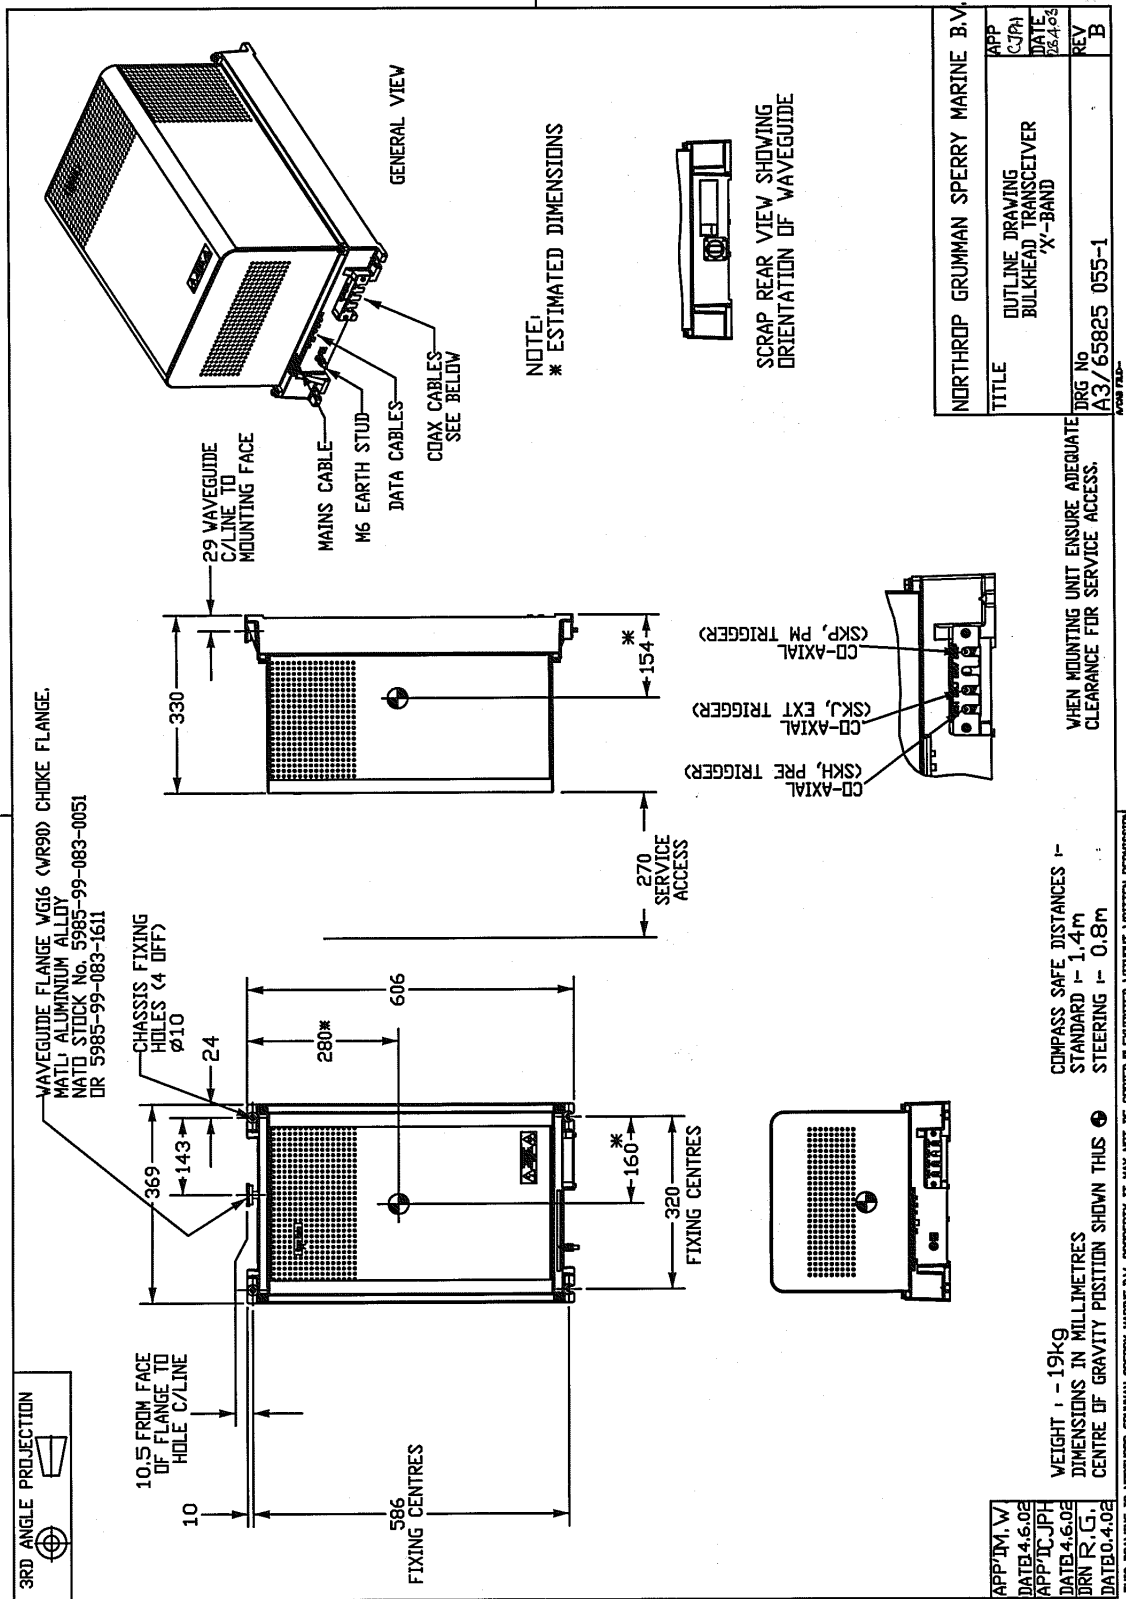 3RD ANGLE PROJECTION
WAVEGUIDE FLANGE WG16 (WR90) CHOKE FLANGE.
MATL: ALUMINIUM ALLOY
NATO STOCK No. 5985-99-083-0051
OR 5985-99-083-1611
CHASSIS FIXING
HOLES (4 OFF)
Ø10
10.5 FROM FACE
OF FLANGE TO
HOLE C/LINE
369
143
24
10
586
FIXING CENTRES
280*
606
*
160
320
FIXING CENTRES
330
29 WAVEGUIDE
C/LINE TO
MOUNTING FACE
270
SERVICE
ACCESS
*
154
GENERAL VIEW
MAINS CABLE
M6 EARTH STUD
DATA CABLES
COAX CABLES
SEE BELOW
NOTE:
* ESTIMATED DIMENSIONS
CO-AXIAL
(SKH, PRE TRIGGER)
CO-AXIAL
(SKJ, EXT TRIGGER)
CO-AXIAL
(SKP, PM TRIGGER)
SCRAP REAR VIEW SHOWING
ORIENTATION OF WAVEGUIDE
WEIGHT :- 19kg
DIMENSIONS IN MILLIMETRES
CENTRE OF GRAVITY POSITION SHOWN THUS
COMPASS SAFE DISTANCES :-
STANDARD :- 1.4m
STEERING :- 0.8m
WHEN MOUNTING UNIT ENSURE ADEQUATE
CLEARANCE FOR SERVICE ACCESS.
APP'D M.W
DATE 14.6.02
APP'D CJPH
DATE 14.6.02
DRN R.G.
DATE 10.4.02
NORTHROP GRUMMAN SPERRY MARINE B.V.
TITLE
OUTLINE DRAWING
BULKHEAD TRANSCEIVER
'X'-BAND
APP
CJPH
DATE
DRG No
A3/65825 055-1
REV
B